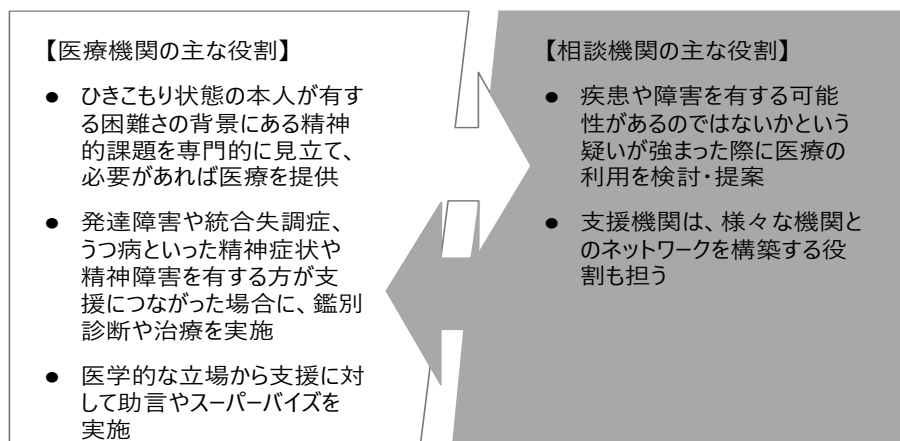 【医療機関の主な役割】
● ひきこもり状態の本人が有す
る困難さの背景にある精神
的課題を専門的に見立て、
必要があれば医療を提供
● 発達障害や統合失調症、
うつ病といった精神症状や
精神障害を有する方が支
援につながった場合に、鑑別
診断や治療を実施
● 医学的な立場から支援に対
して助言やスーパーバイズを
実施
【相談機関の主な役割】
● 疾患や障害を有する可能
性があるのではないかという
疑いが強まった際に医療の
利用を検討・提案
● 支援機関は、様々な機関と
のネットワークを構築する役
割も担う